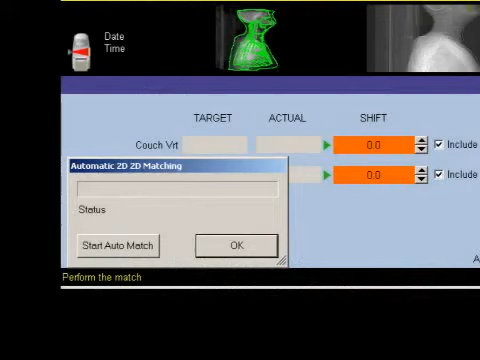 Date
Time
TARGET ACTUAL SHIFT
Couch Vrt 0.0 Include
Automatic 2D 2D Matching
0.0 Include
Status
Start Auto Match OK
Perform the match